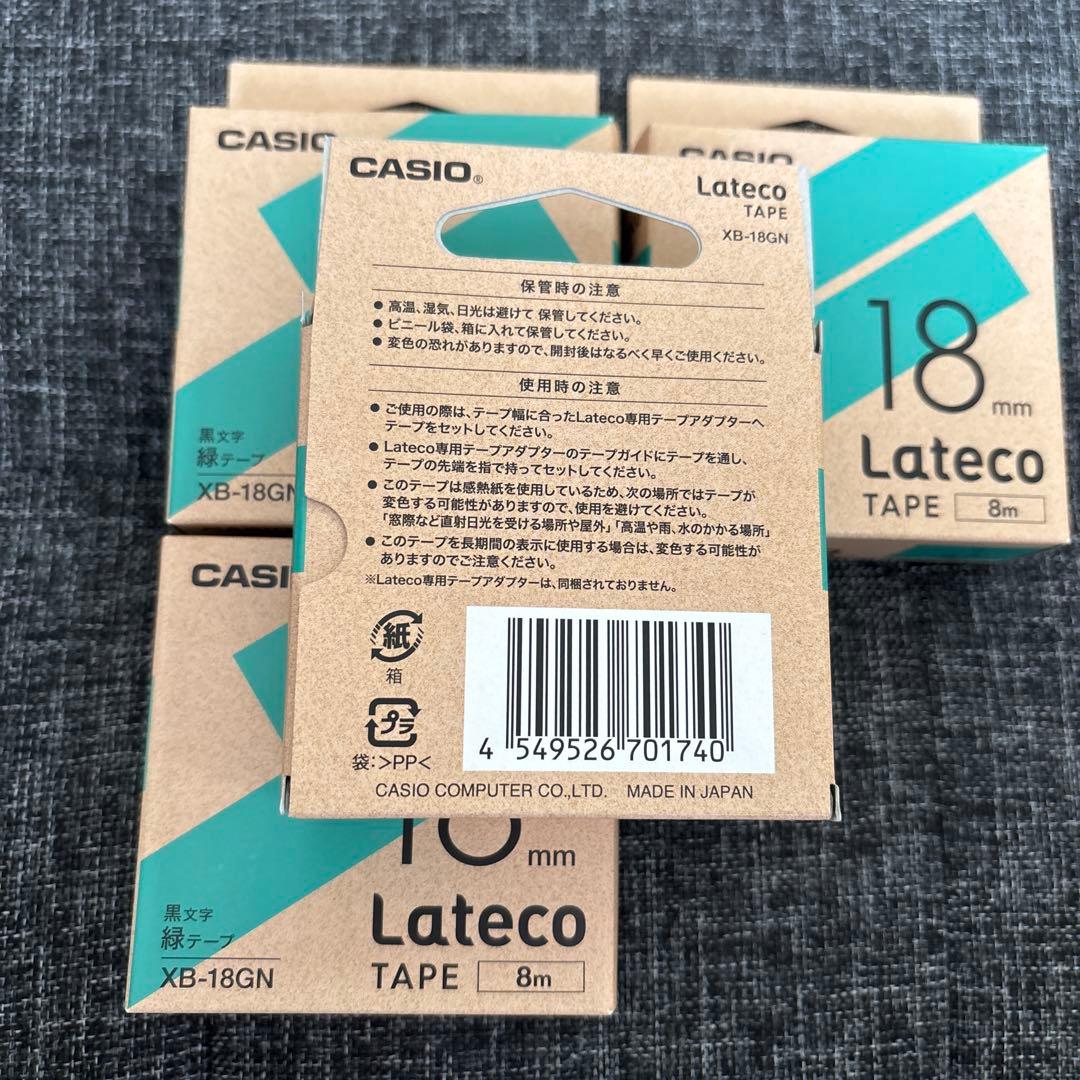 CASIO
黒文字
緑テープ
XB-18GN
CASIO®
Lateco
TAPE
XB-18GN
保管時の注意
● 高温、湿気、日光は避けて 保管してください。
● ビニール袋、箱に入れて保管してください。
● 変色の恐れがありますので、開封後はなるべく早くご使用ください。
使用時の注意
● ご使用の際は、テープ幅に合ったLateco専用テープアダプターへ
テープをセットしてください。
● Lateco専用テープアダプターのテープガイドにテープを通し、
テープの先端を指で持ってセットしてください。
● このテープは感熱紙を使用しているため、次の場所ではテープが
変色する可能性がありますので、使用を避けてください。
「窓際など直射日光を受ける場所や屋外」「高温や雨、水のかかる場所」
● このテープを長期間の表示に使用する場合は、変色する可能性が
ありますのでご注意ください。
※Lateco専用テープアダプターは、同梱されておりません。
紙
箱
プラ
袋:>PP<
4 549526 701740
CASIO COMPUTER CO.,LTD. MADE IN JAPAN
CASIO
18mm
Lateco
TAPE 8m
CASIO
mm
黒文字
緑テープ
XB-18GN
Lateco
TAPE 8m